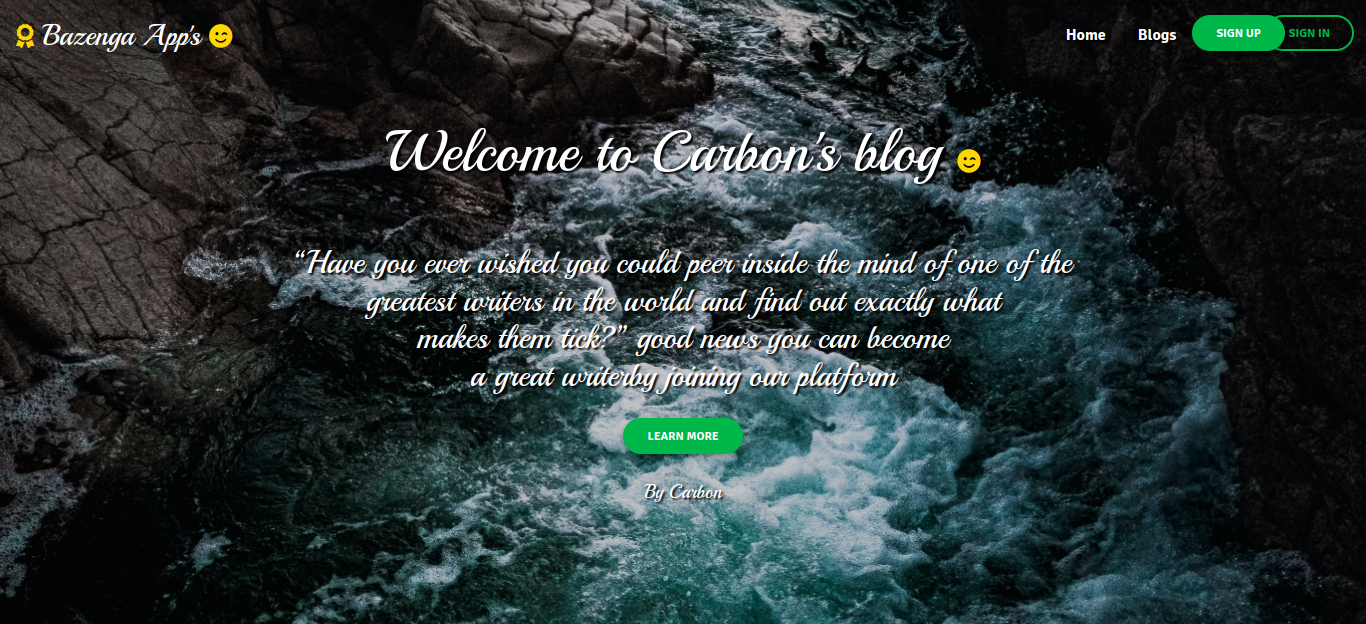 Bazenga App's
Home
Blogs
SIGN UP
SIGN IN
Welcome to Carbon's blog
“Have you ever wished you could peer inside the mind of one of the
greatest writers in the world and find out exactly what
makes them tick?” good news you can become
a great writerby joining our platform
LEARN MORE
By Carbon